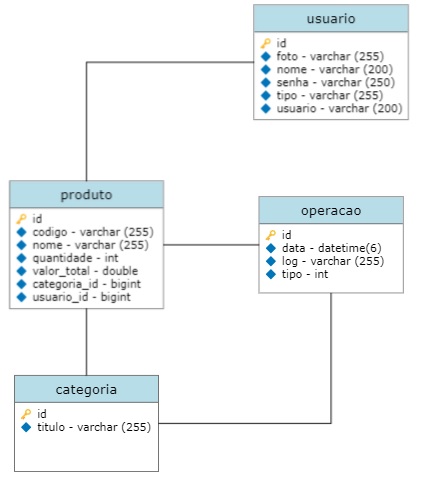 usuario
id
foto - varchar (255)
nome - varchar (200)
senha - varchar (250)
tipo - varchar (255)
usuario - varchar (200)
produto
id
codigo - varchar (255)
nome - varchar (255)
quantidade - int
valor_total - double
categoria_id - bigint
usuario_id - bigint
operacao
id
data - datetime(6)
log - varchar (255)
tipo - int
categoria
id
titulo - varchar (255)